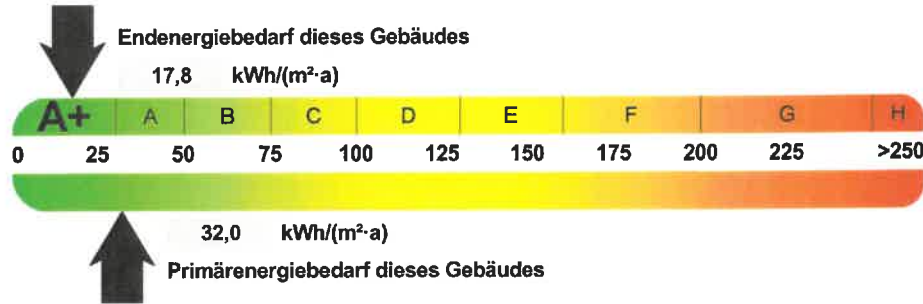 Endenergiebedarf dieses Gebäudes
17,8 kWh/(m²·a)
A+ A B C D E F G H
0 25 50 75 100 125 150 175 200 225 >250
32,0 kWh/(m²·a)
Primärenergiebedarf dieses Gebäudes